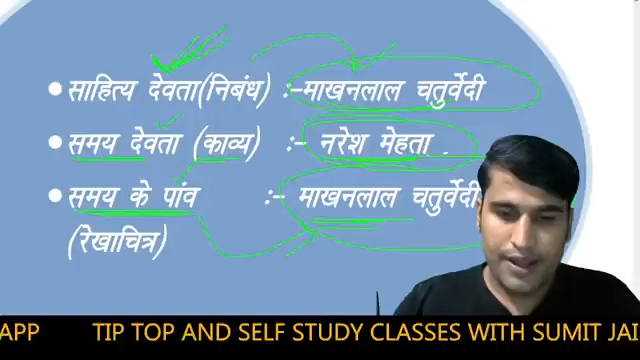 साहित्य देवता(निबंध) :-माखनलाल चतुर्वेदी
समय देवता (काव्य) :- नरेश मेहता .
समय के पांव :- माखनलाल चतुर्वेदी
(रेखाचित्र)
APP TIP TOP AND SELF STUDY CLASSES WITH SUMIT JAI